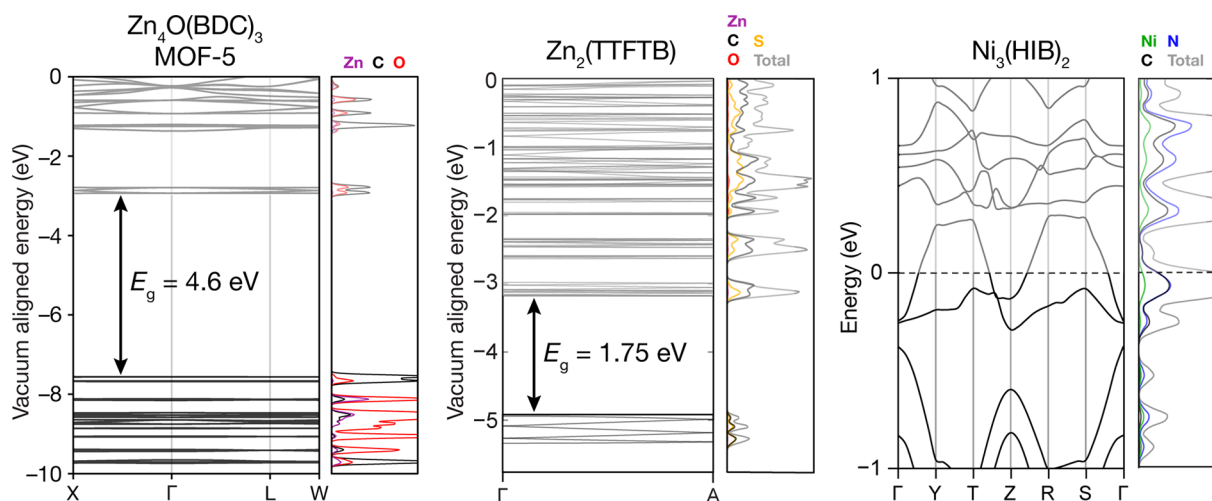 Zn4O(BDC)3
MOF-5
Zn C O
Vacuum aligned energy (eV)
0
−2
−4
−6
−8
−10
Eg = 4.6 eV
X Γ L W
Zn2(TTFTB)
Zn
C S
O Total
Vacuum aligned energy (eV)
0
−1
−2
−3
−4
−5
Eg = 1.75 eV
Γ A
Ni3(HIB)2
Ni N
C Total
Energy (eV)
1
0
−1
Γ Y T Z R S Γ